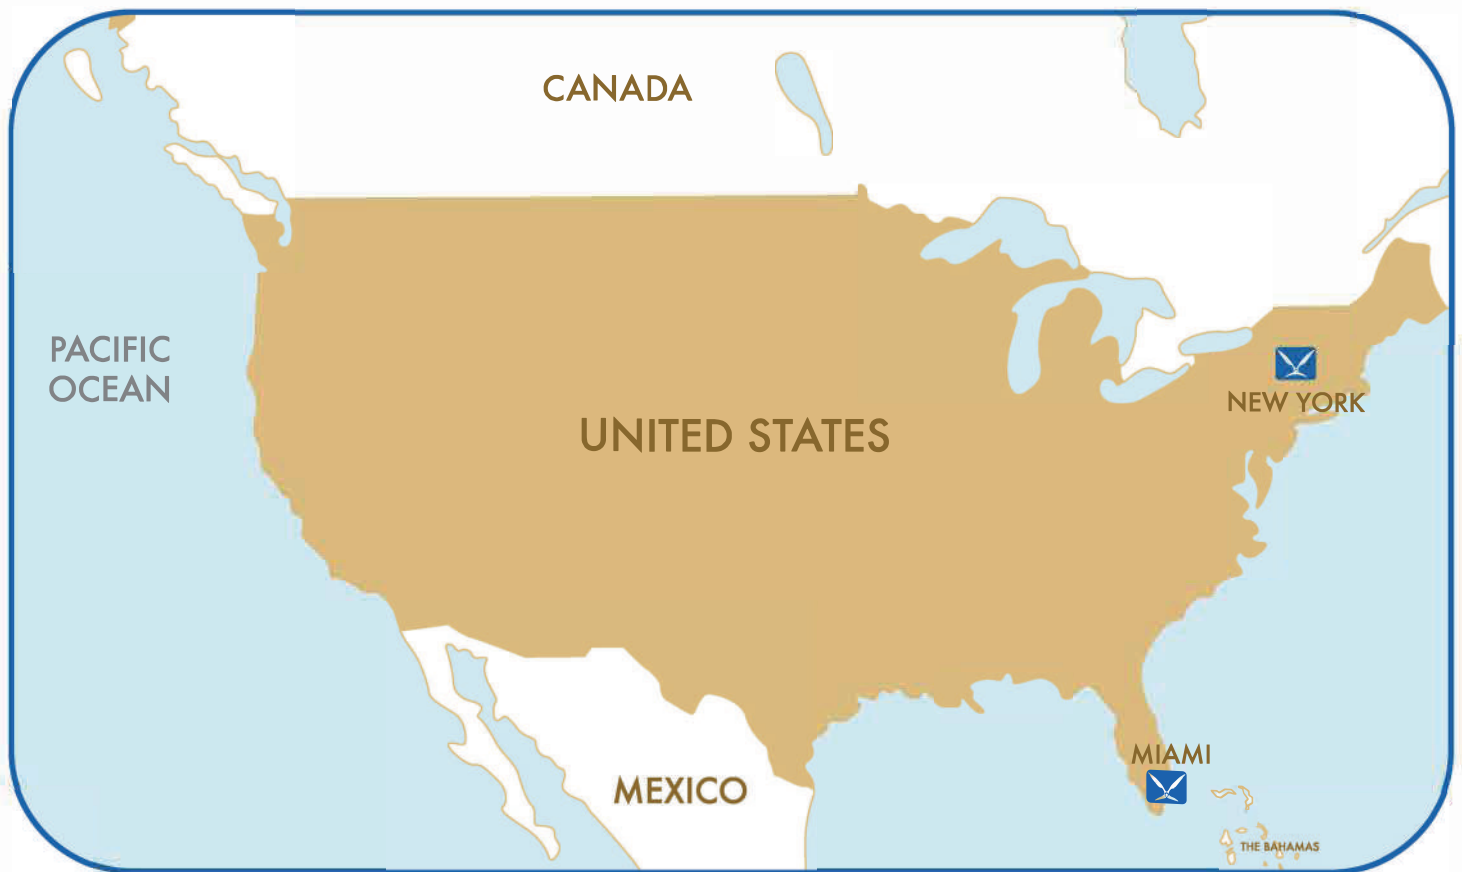 CANADA
PACIFIC
OCEAN
NEW YORK
UNITED STATES
MIAMI
MEXICO
THE BAHAMAS